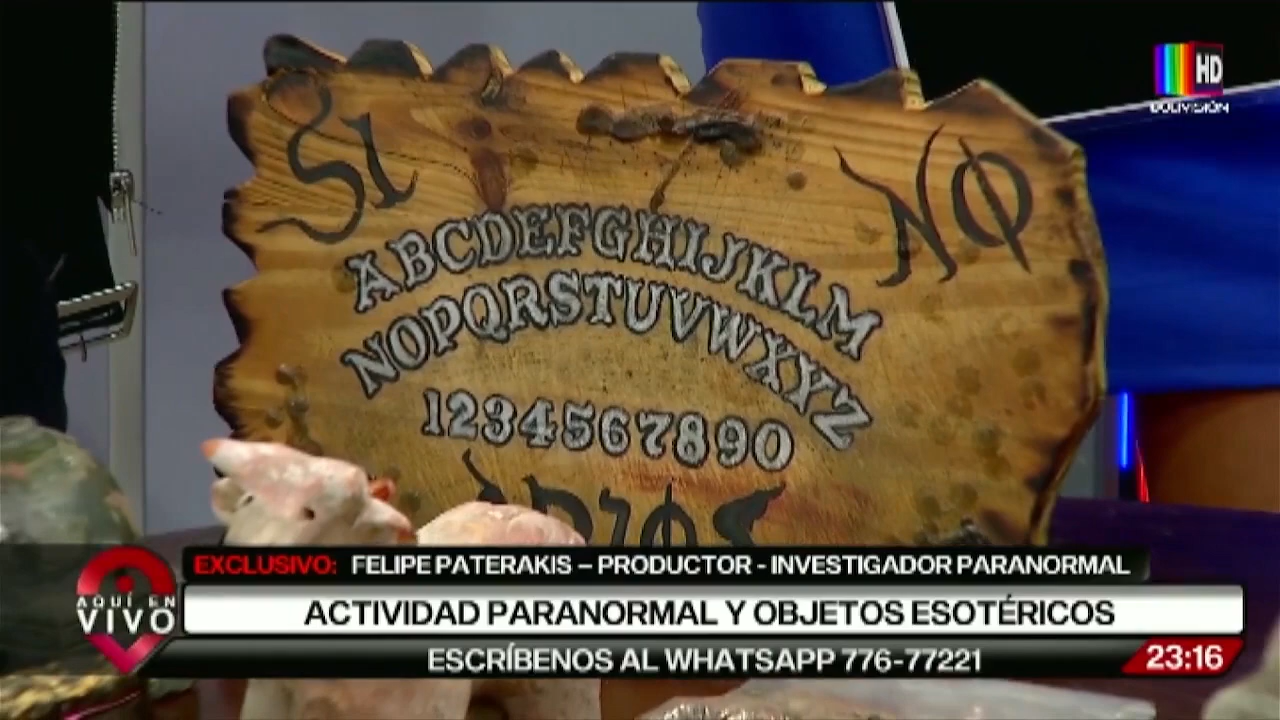 HD
BOLIVISIÓN
SI
NO
ABCDEFGHIJKLM
NOPQRSTUVWXYZ
1234567890
ADIOS
EXCLUSIVO: FELIPE PATERAKIS – PRODUCTOR - INVESTIGADOR PARANORMAL
AQUÍ EN
VIVO
ACTIVIDAD PARANORMAL Y OBJETOS ESOTÉRICOS
ESCRÍBENOS AL WHATSAPP 776-77221
23:16